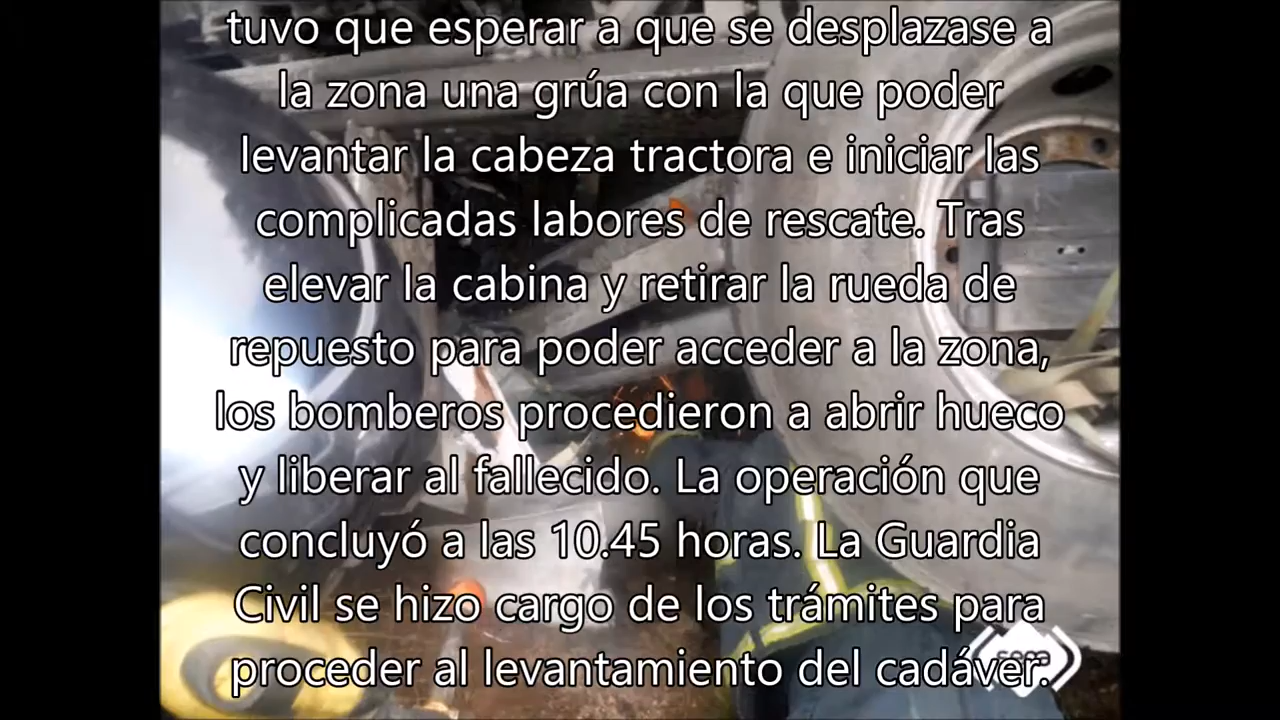 tuvo que esperar a que se desplazase a
la zona una grúa con la que poder
levantar la cabeza tractora e iniciar las
complicadas labores de rescate. Tras
elevar la cabina y retirar la rueda de
repuesto para poder acceder a la zona,
los bomberos procedieron a abrir hueco
y liberar al fallecido. La operación que
concluyó a las 10.45 horas. La Guardia
Civil se hizo cargo de los trámites para
proceder al levantamiento del cadáver.